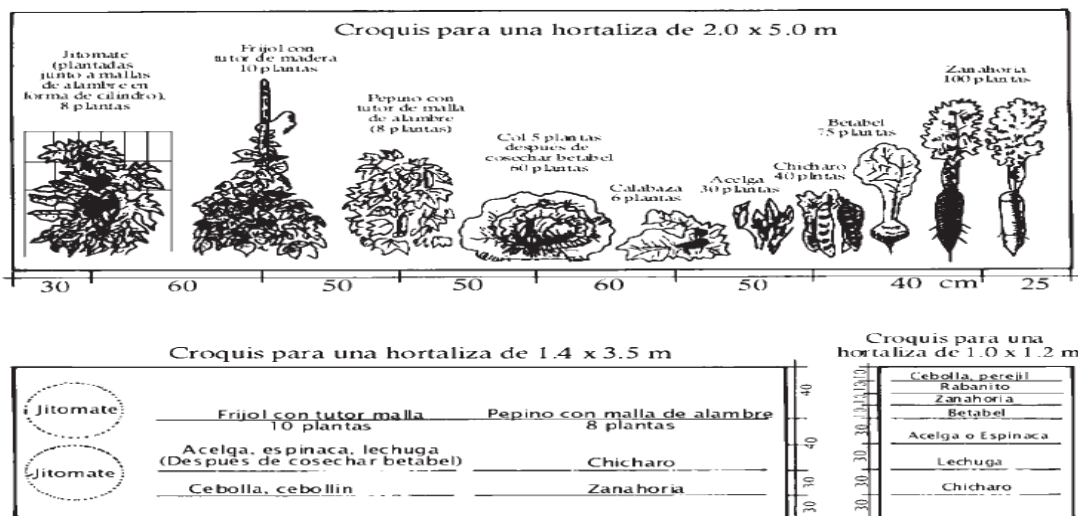 Croquis para una hortaliza de 2.0 x 5.0 m
Jitomate
(plantadas
junto a mallas
de alambre en
forma de cilindro),
8 plantas
Frijol con
tutor de madera
10 plantas
Pepino con
tutor de malla
de alambre
(8 plantas)
Col 5 plantas
despues de
cosechar betabel
60 plantas
Calabaza
6 plantas
Acelga
30 plantas
Chicharo
40 plntas
Betabel
75 plantas
Zanahoria
100 plantas
30 60 50 50 60 50 40 cm 25
Croquis para una hortaliza de 1.4 x 3.5 m
Jitomate
Frijol con tutor malla
10 plantas
Pepino con malla de alambre
8 plantas
Jitomate
Acelga, espinaca, lechuga
(Después de cosechar betabel)
Chicharo
Cebolla, cebollin
Zanahoria
40
40
30
30
Croquis para una
hortaliza de 1.0 x 1.2 m
Cebolla, perejil
Rabanito
Zanahoria
Betabel
Acelga o Espinaca
Lechuga
Chicharo
30
30
30